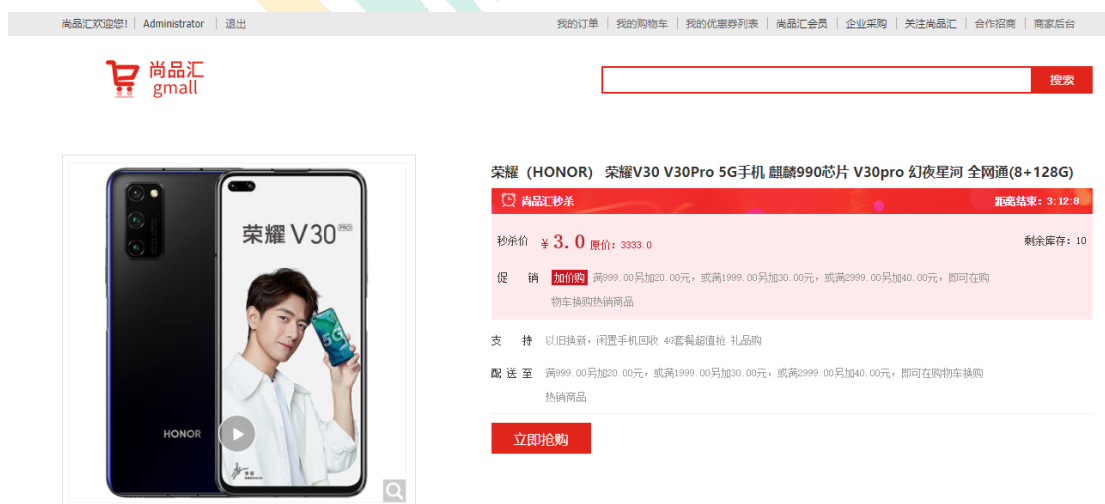 尚品汇欢迎您! Administrator 退出 我的订单 我的购物车 我的优惠券列表 尚品汇会员 企业采购 关注尚品汇 合作招商 商家后台
尚品汇
gmall
搜索
荣耀 V30 PRO
5G
HONOR
荣耀（HONOR） 荣耀V30 V30Pro 5G手机 麒麟990芯片 V30pro 幻夜星河 全网通(8+128G)
尚品汇秒杀 距离结束：3:12:8
秒杀价 ¥ 3.0 原价：3333.0 剩余库存：10
促 销 加价购 满999.00另加20.00元，或满1999.00另加30.00元，或满2999.00另加40.00元，即可在购
物车换购热销商品
支 持 以旧换新，闲置手机回收 4G套餐超值抢 礼品购
配 送 至 满999.00另加20.00元，或满1999.00另加30.00元，或满2999.00另加40.00元，即可在购物车换购
热销商品
立即抢购